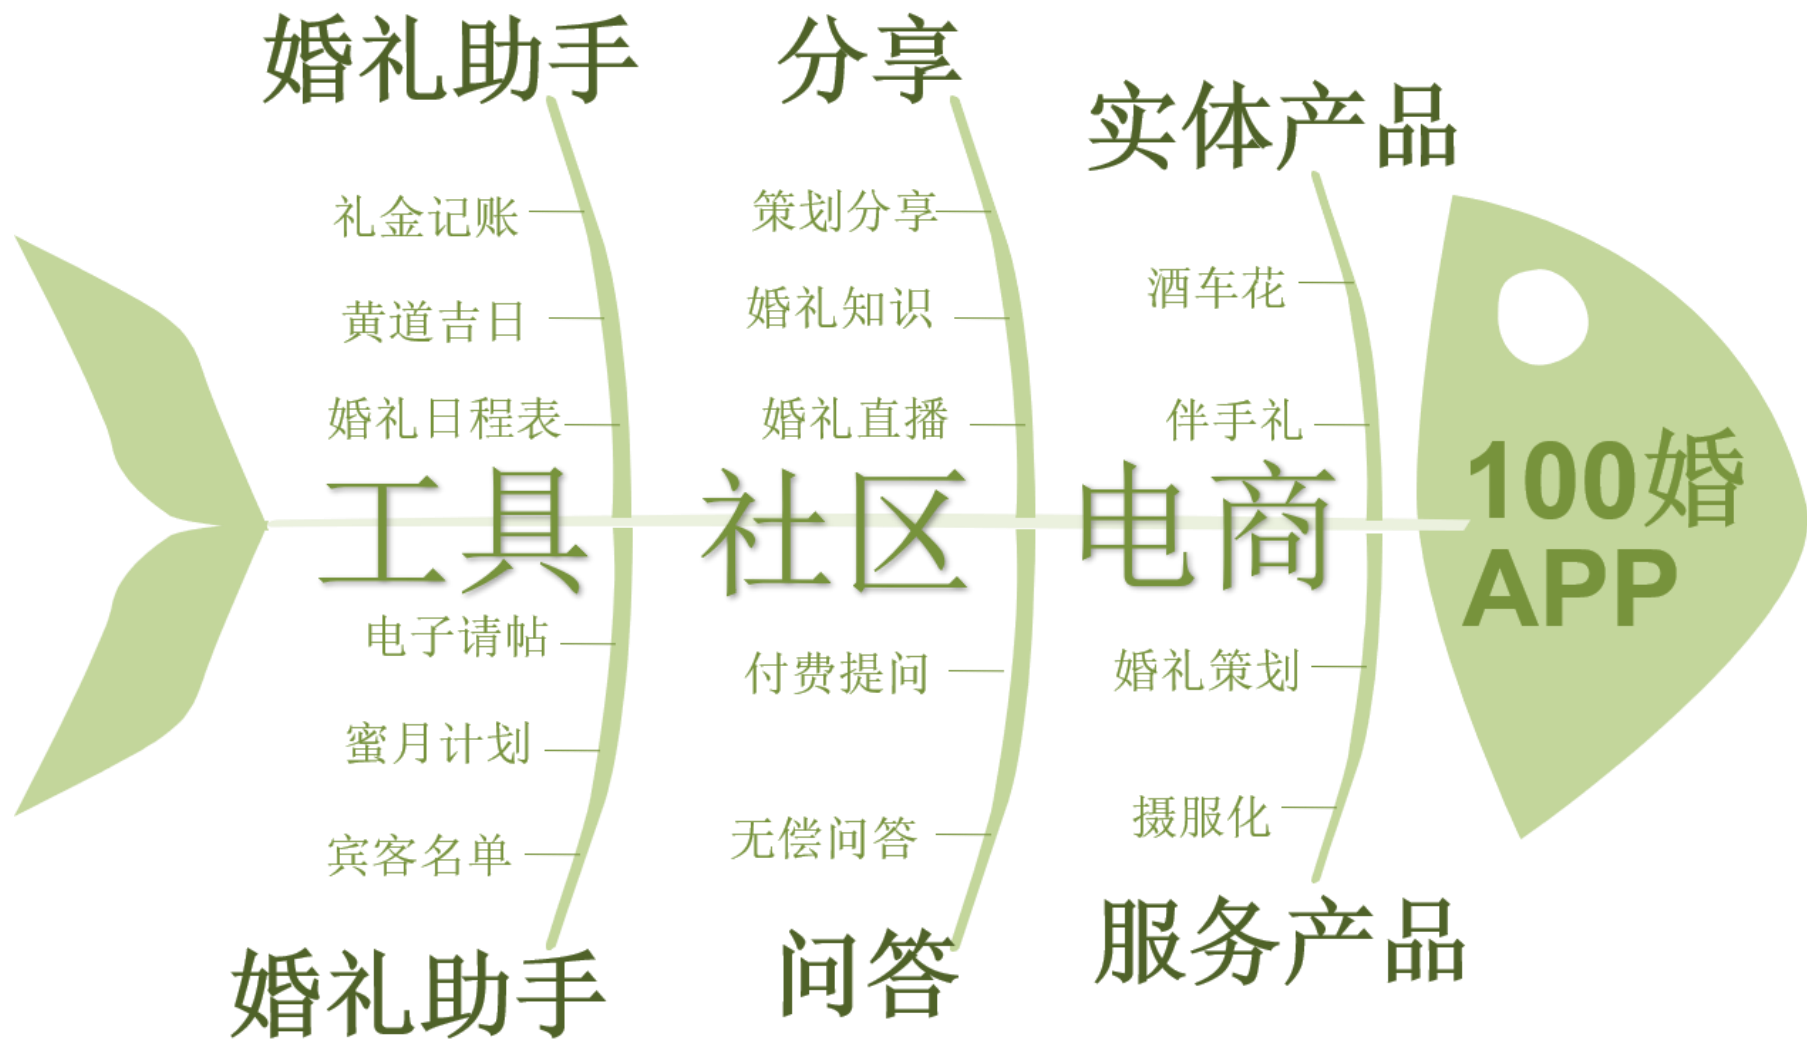 婚礼助手
分享
实体产品
礼金记账
黄道吉日
婚礼日程表
策划分享
婚礼知识
婚礼直播
酒车花
伴手礼
工具
社区
电商
100婚
APP
电子请帖
蜜月计划
宾客名单
付费提问
无偿问答
婚礼策划
摄服化
婚礼助手
问答
服务产品